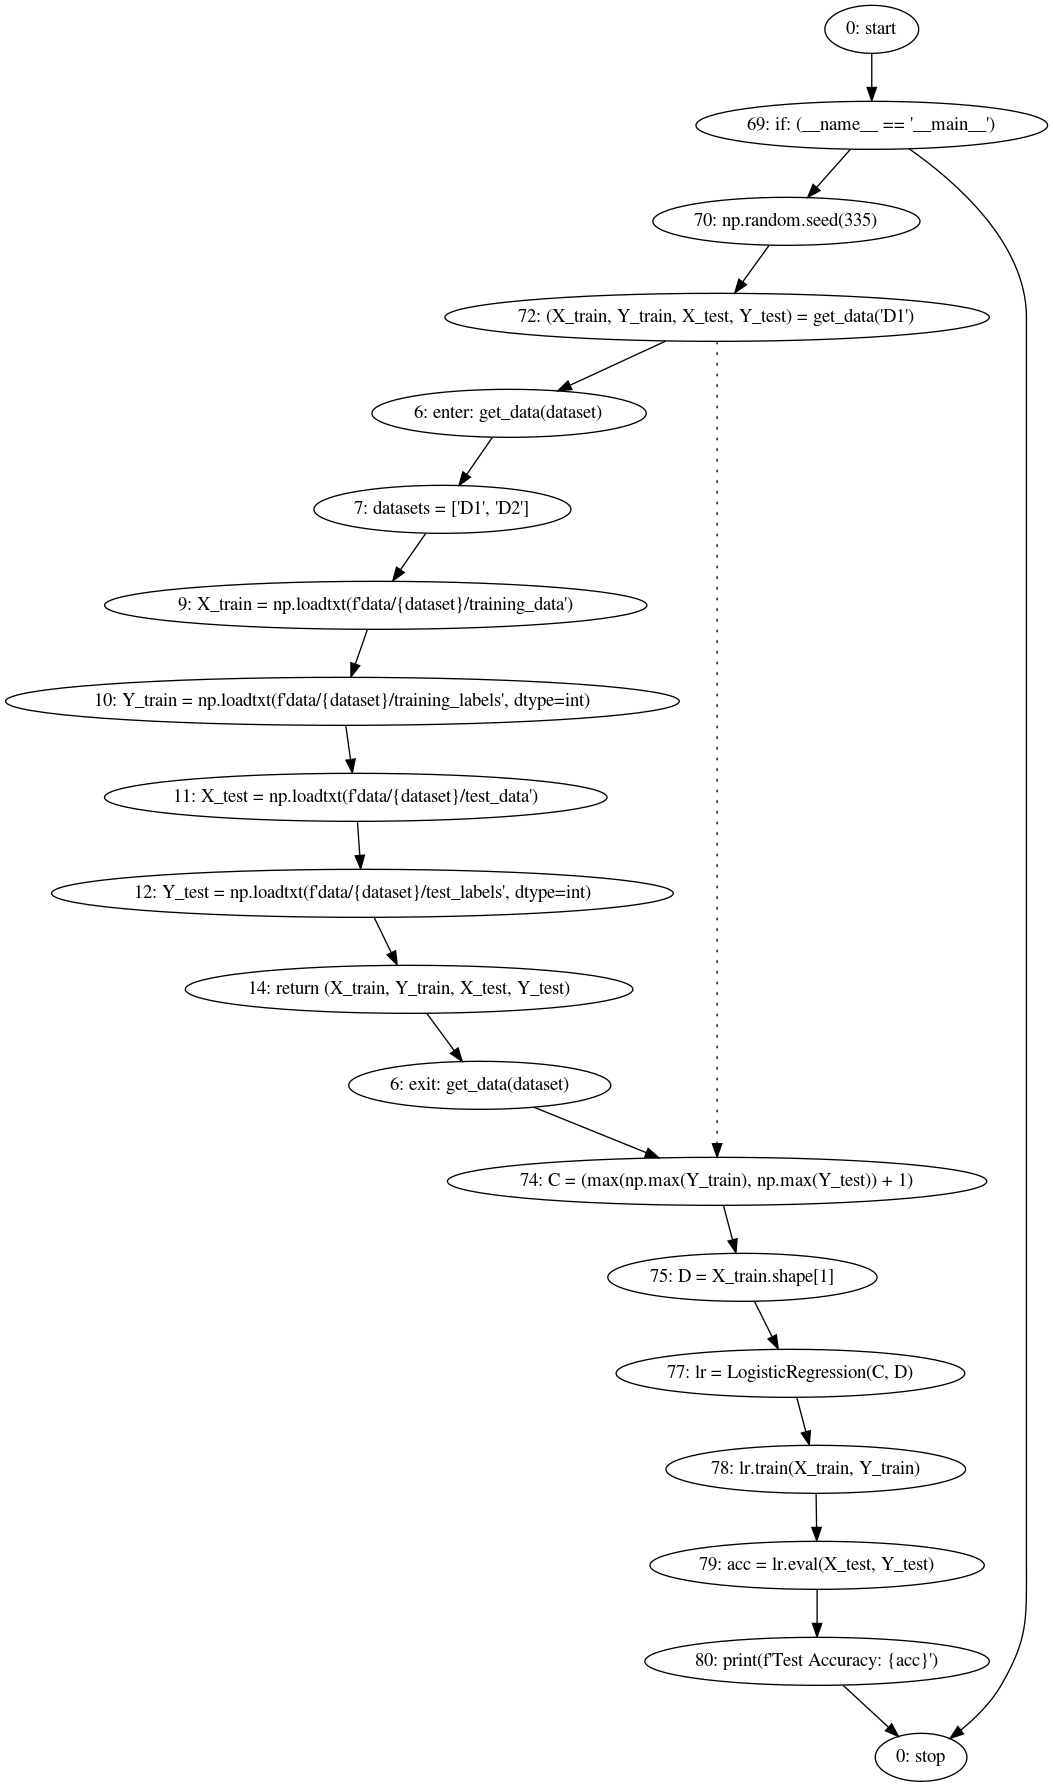 0: start
69: if: (__name__ == '__main__')
70: np.random.seed(335)
72: (X_train, Y_train, X_test, Y_test) = get_data('D1')
6: enter: get_data(dataset)
7: datasets = ['D1', 'D2']
9: X_train = np.loadtxt(f'data/{dataset}/training_data')
10: Y_train = np.loadtxt(f'data/{dataset}/training_labels', dtype=int)
11: X_test = np.loadtxt(f'data/{dataset}/test_data')
12: Y_test = np.loadtxt(f'data/{dataset}/test_labels', dtype=int)
14: return (X_train, Y_train, X_test, Y_test)
6: exit: get_data(dataset)
74: C = (max(np.max(Y_train), np.max(Y_test)) + 1)
75: D = X_train.shape[1]
77: lr = LogisticRegression(C, D)
78: lr.train(X_train, Y_train)
79: acc = lr.eval(X_test, Y_test)
80: print(f'Test Accuracy: {acc}')
0: stop